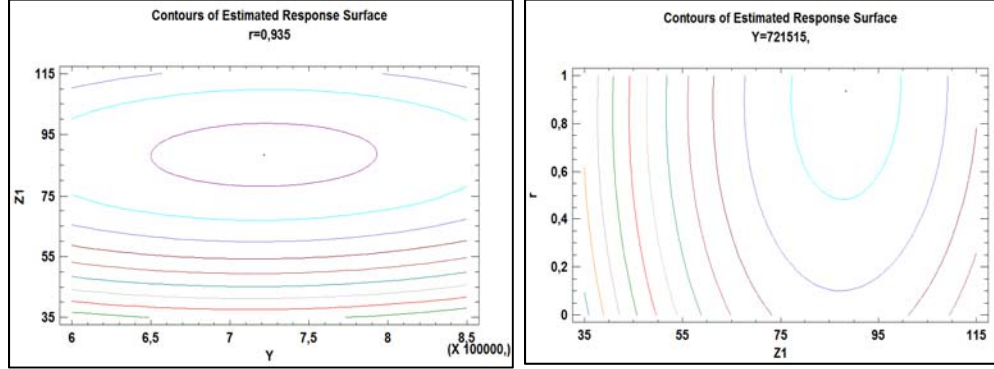 Contours of Estimated Response Surface
r=0,935
115
95
75
55
35
Z1
6
6,5
7
7,5
8
8,5
(X 100000,)
Y
Contours of Estimated Response Surface
Y=721515,
1
0,8
0,6
0,4
0,2
0
r
35
55
75
95
115
Z1